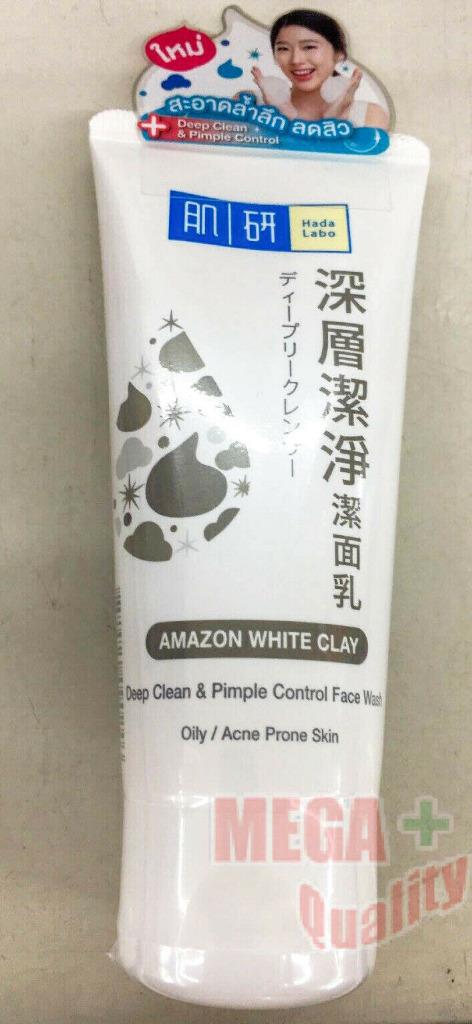 ใหม่
สะอาดล้ำลึก ลดสิว
Deep Clean
& Pimple Control
肌研
Hada
Labo
深層潔淨潔面乳
ディープリークレンザー
AMAZON WHITE CLAY
Deep Clean & Pimple Control Face Wash
Oily / Acne Prone Skin
MEGA +
Quality